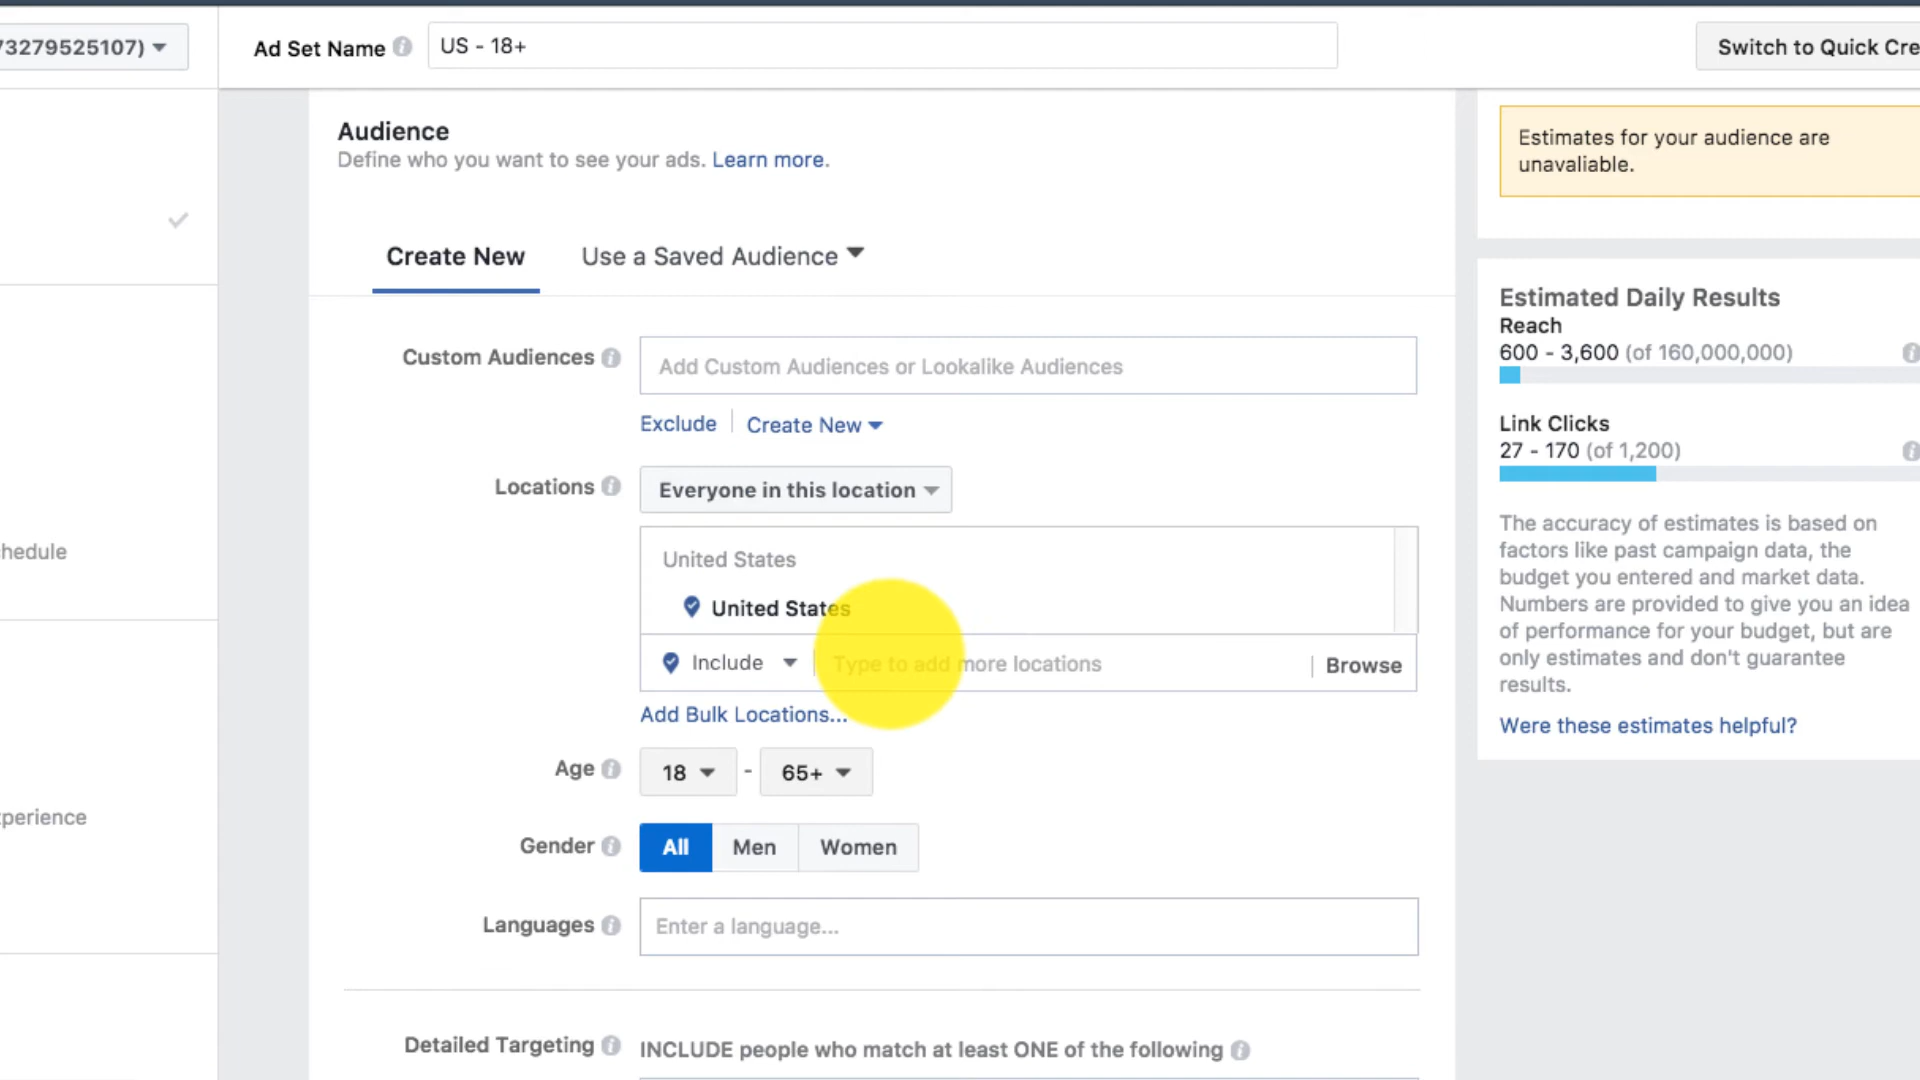 73279525107)
Ad Set Name
US - 18+
Switch to Quick Cre
Audience
Define who you want to see your ads. Learn more.
Create New
Use a Saved Audience
Custom Audiences
Add Custom Audiences or Lookalike Audiences
Exclude
Create New
Locations
Everyone in this location
United States
United States
Include
Type to add more locations
Browse
Add Bulk Locations...
Age
18
-
65+
Gender
All
Men
Women
Languages
Enter a language...
Detailed Targeting
INCLUDE people who match at least ONE of the following
hedule
perience
Estimates for your audience are
unavaliable.
Estimated Daily Results
Reach
600 - 3,600 (of 160,000,000)
Link Clicks
27 - 170 (of 1,200)
The accuracy of estimates is based on
factors like past campaign data, the
budget you entered and market data.
Numbers are provided to give you an idea
of performance for your budget, but are
only estimates and don't guarantee
results.
Were these estimates helpful?